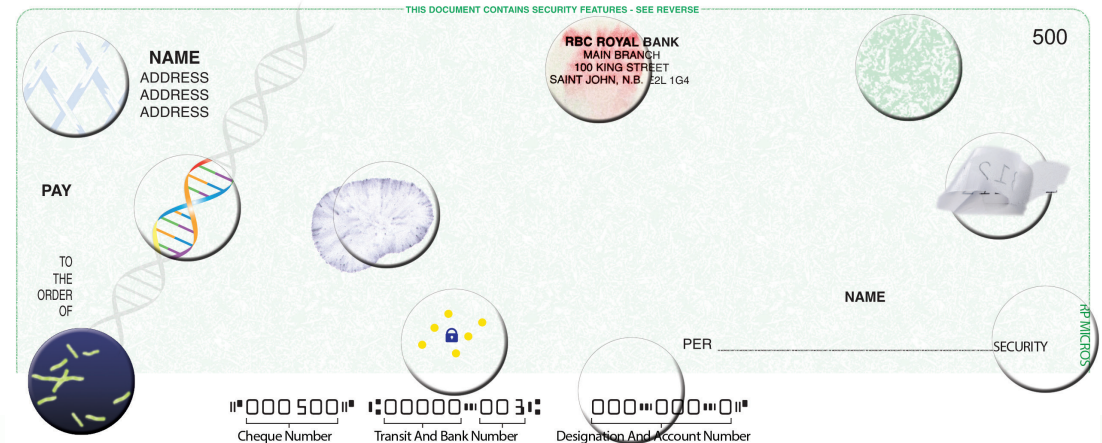 THIS DOCUMENT CONTAINS SECURITY FEATURES - SEE REVERSE
NAME
ADDRESS
ADDRESS
ADDRESS
RBC ROYAL BANK
MAIN BRANCH
100 KING STREET
SAINT JOHN, N.B. E2L 1G4
500
PAY
TO
THE
ORDER
OF
NAME
PER
SECURITY
RP MICROS
⑈000500⑈ ⑆00000⑉003⑆ 000⑉000⑉0⑈
Cheque Number
Transit And Bank Number
Designation And Account Number